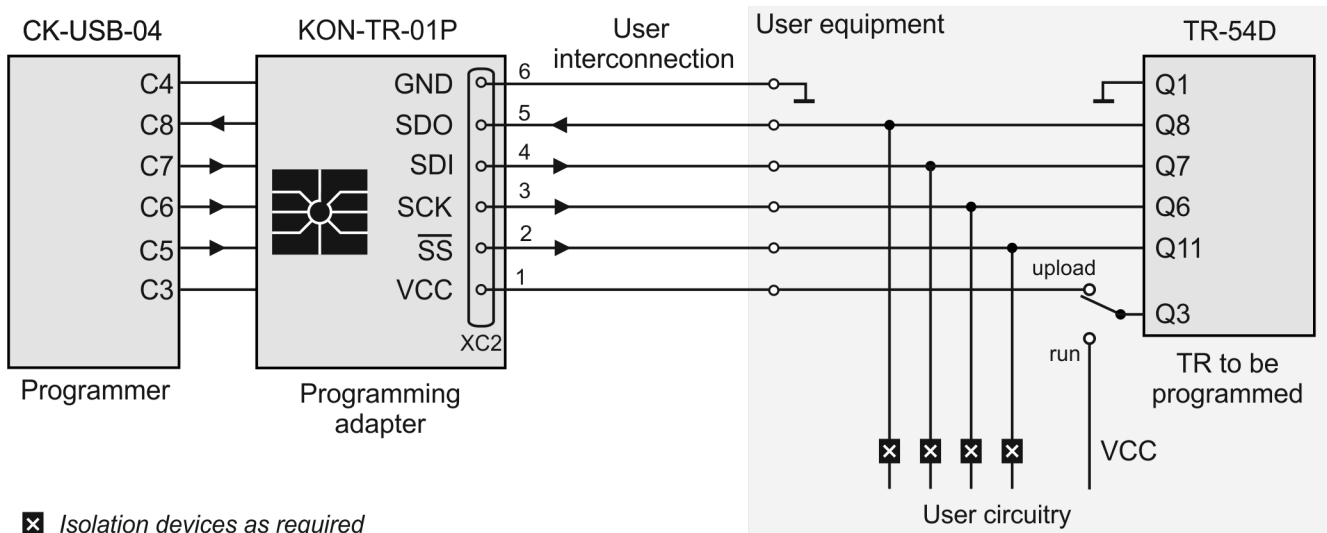 CK-USB-04
KON-TR-01P
User
interconnection
User equipment
TR-54D
C4
GND
6
Q1
C8
SDO
5
Q8
C7
SDI
4
Q7
C6
SCK
3
Q6
C5
SS
2
Q11
C3
VCC
1
upload
Q3
XC2
run
Programmer
Programming
adapter
TR to be
programmed
VCC
User circuitry
Isolation devices as required